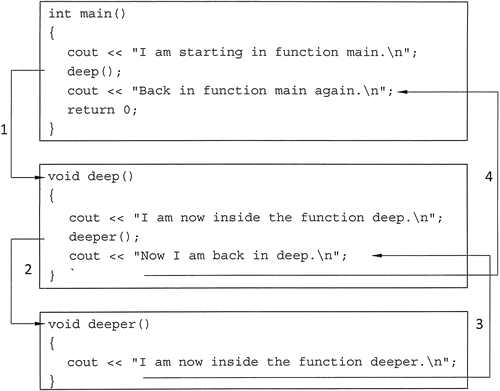 int main()
{
cout << "I am starting in function main.\n";
deep();
cout << "Back in function main again.\n";
return 0;
}
1
4
void deep()
{
cout << "I am now inside the function deep.\n";
deeper();
cout << "Now I am back in deep.\n";
2
} `
3
void deeper()
{
cout << "I am now inside the function deeper.\n";
}